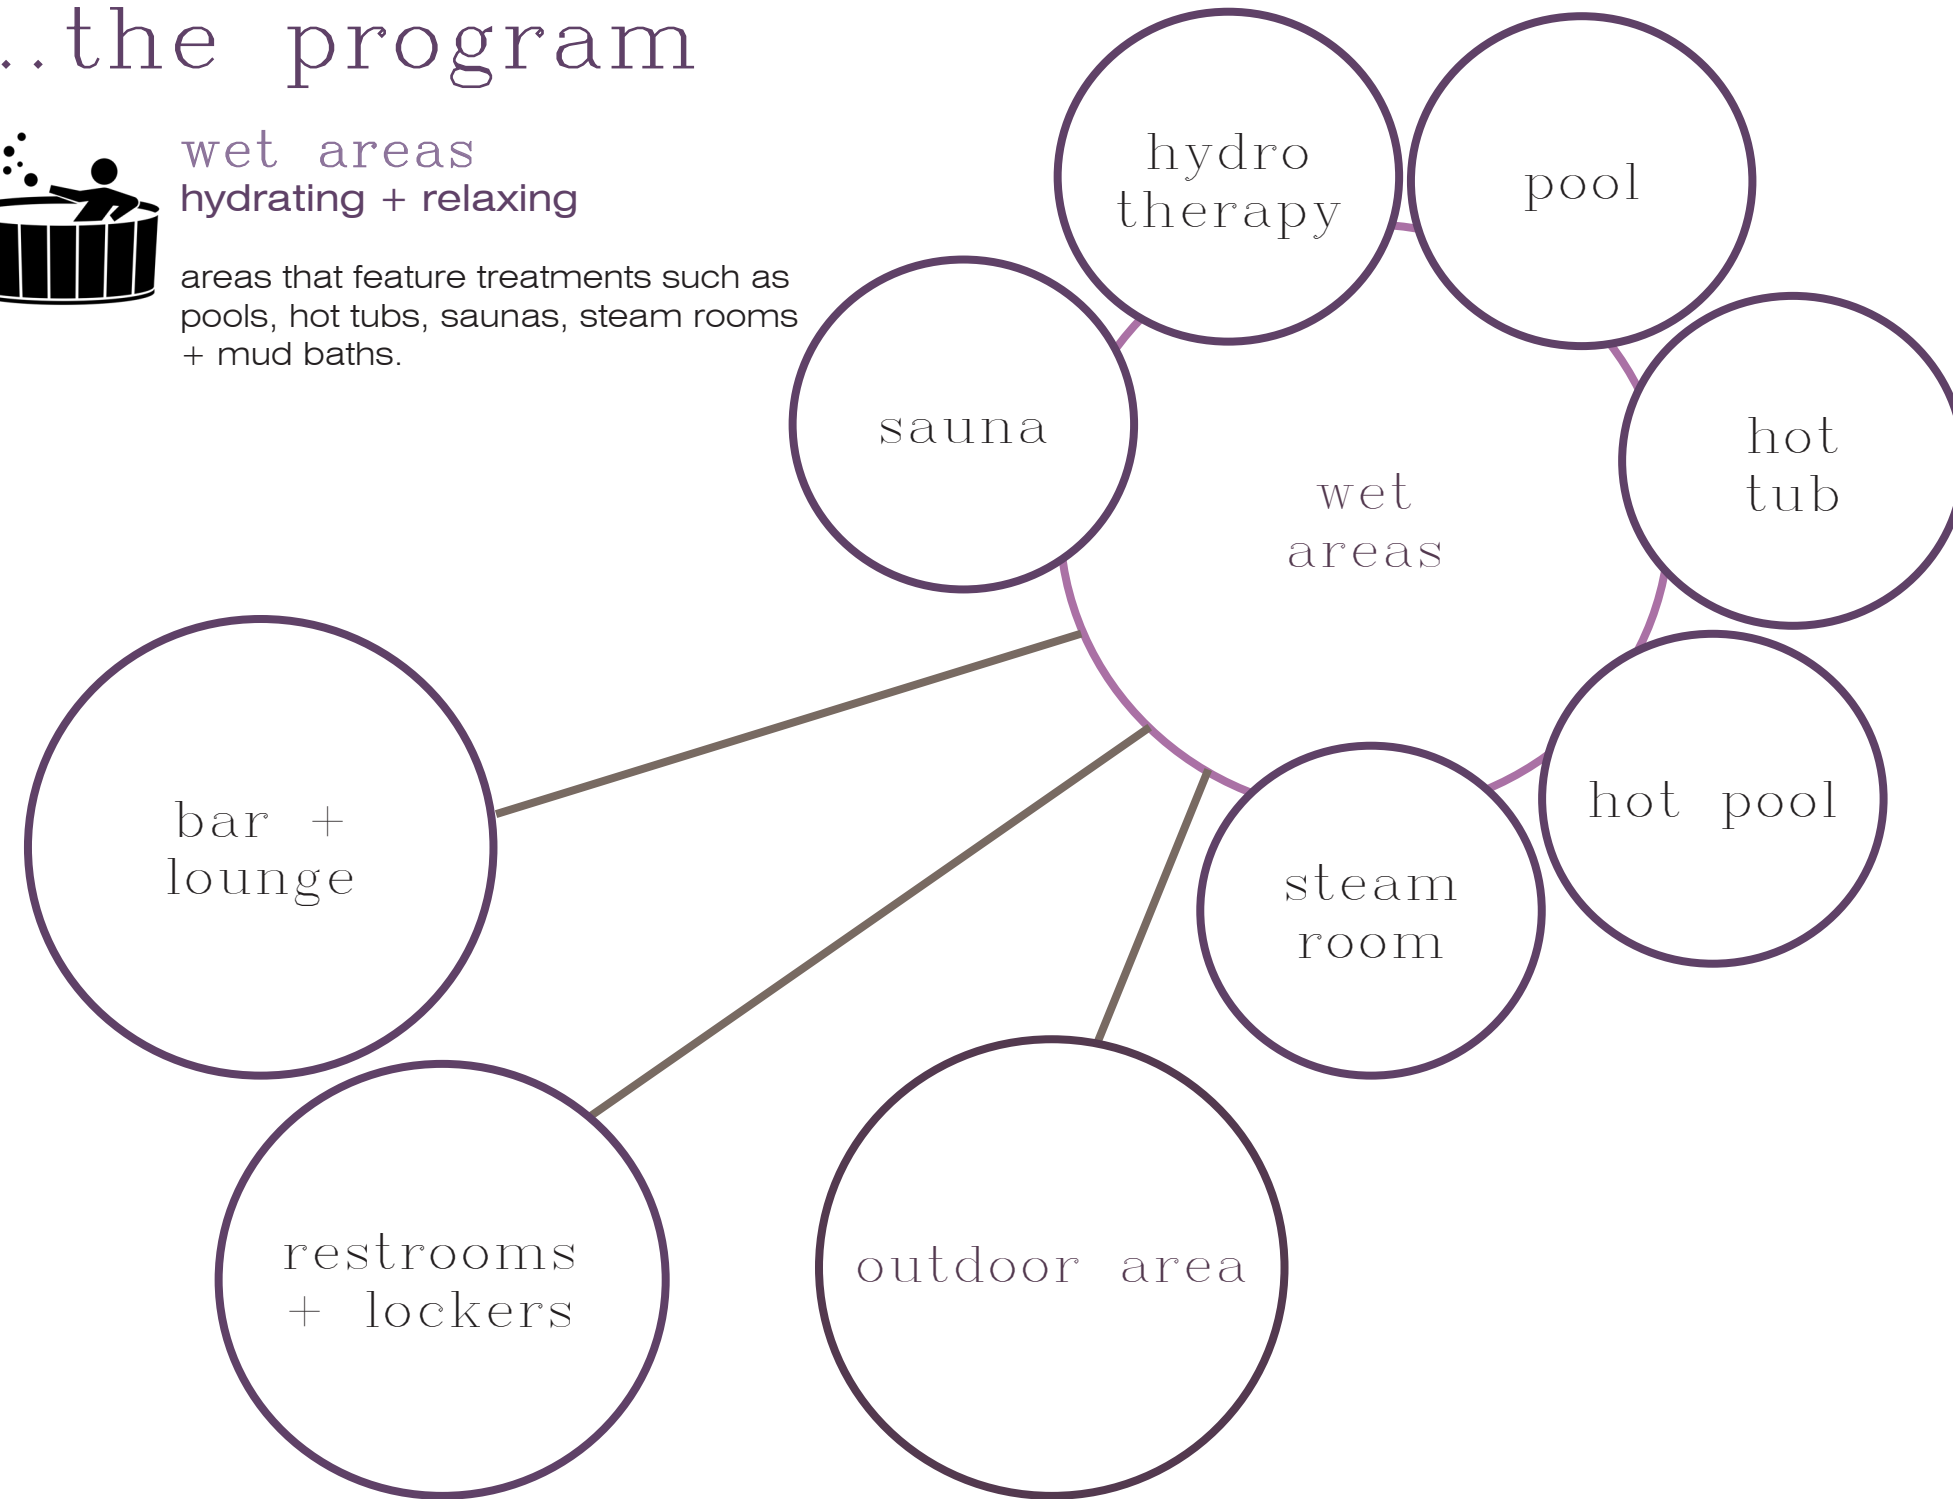 ..the program
wet areas
hydrating + relaxing
areas that feature treatments such as
pools, hot tubs, saunas, steam rooms
+ mud baths.
hydro
therapy
pool
sauna
hot
tub
wet
areas
hot pool
steam
room
bar +
lounge
restrooms
+ lockers
outdoor area